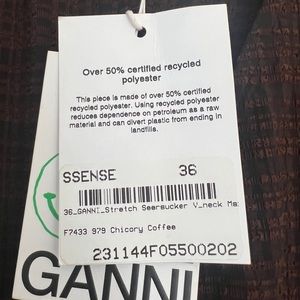 Over 50% certified recycled
polyester
This piece is made of over 50% certified
recycled polyester. Using recycled polyester
reduces dependence on petroleum as a raw
material and can divert plastic from ending in
landfills.
SSENSE 36
36_GANNI_Stretch Seersucker V_neck Ma
F7433 979 Chicory Coffee
231144F05500202
GANNI